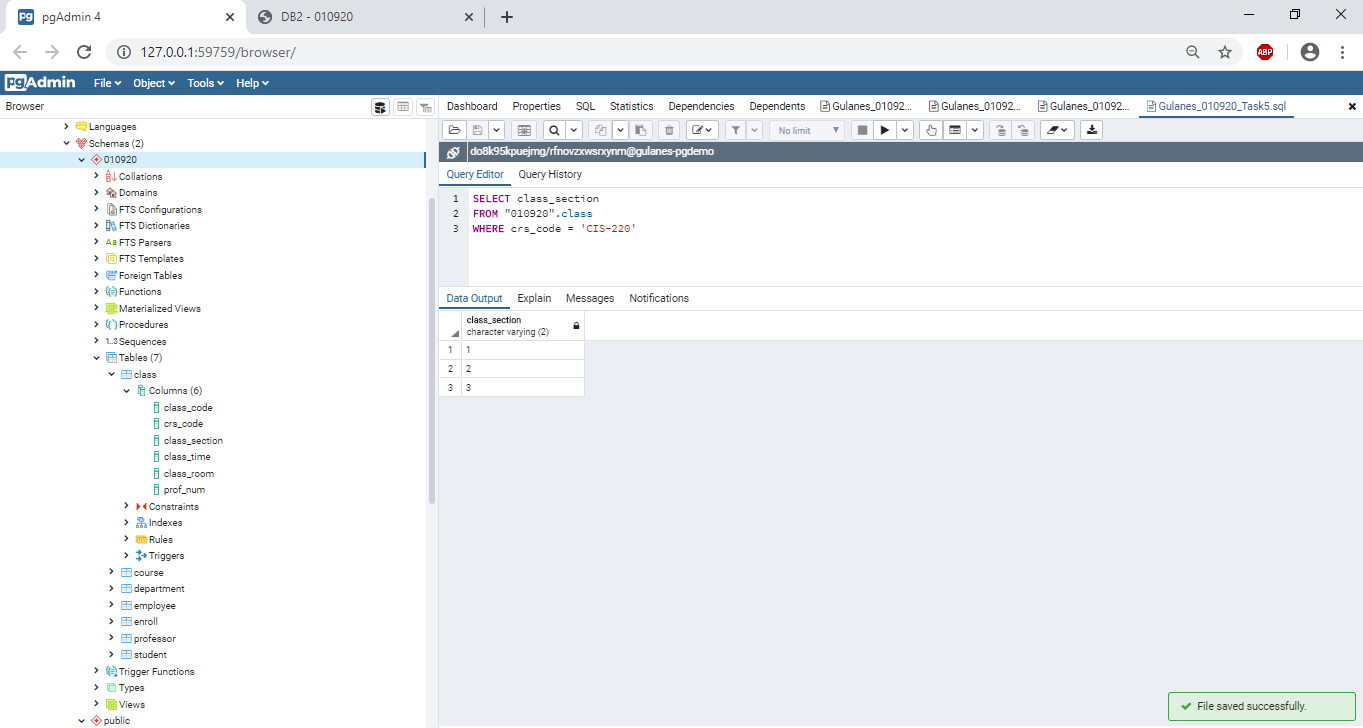 pgAdmin 4
DB2 - 010920
127.0.0.1:59759/browser/
ABP
pgAdmin File Object Tools Help
Browser
Languages
Schemas (2)
010920
Collations
Domains
FTS Configurations
FTS Dictionaries
Aa FTS Parsers
FTS Templates
Foreign Tables
Functions
Materialized Views
Procedures
1..3 Sequences
Tables (7)
class
Columns (6)
class_code
crs_code
class_section
class_time
class_room
prof_num
Constraints
Indexes
Rules
Triggers
course
department
employee
enroll
professor
student
Trigger Functions
Types
Views
public
Dashboard Properties SQL Statistics Dependencies Dependents Gulanes_01092... Gulanes_01092... Gulanes_01092... Gulanes_010920_Task5.sql
No limit
do8k95kpuejmg/rfnovzxwsrxynm@gulanes-pgdemo
Query Editor Query History
1 SELECT class_section
2 FROM "010920".class
3 WHERE crs_code = 'CIS-220'
Data Output Explain Messages Notifications
class_section
character varying (2)
1 1
2 2
3 3
File saved successfully.